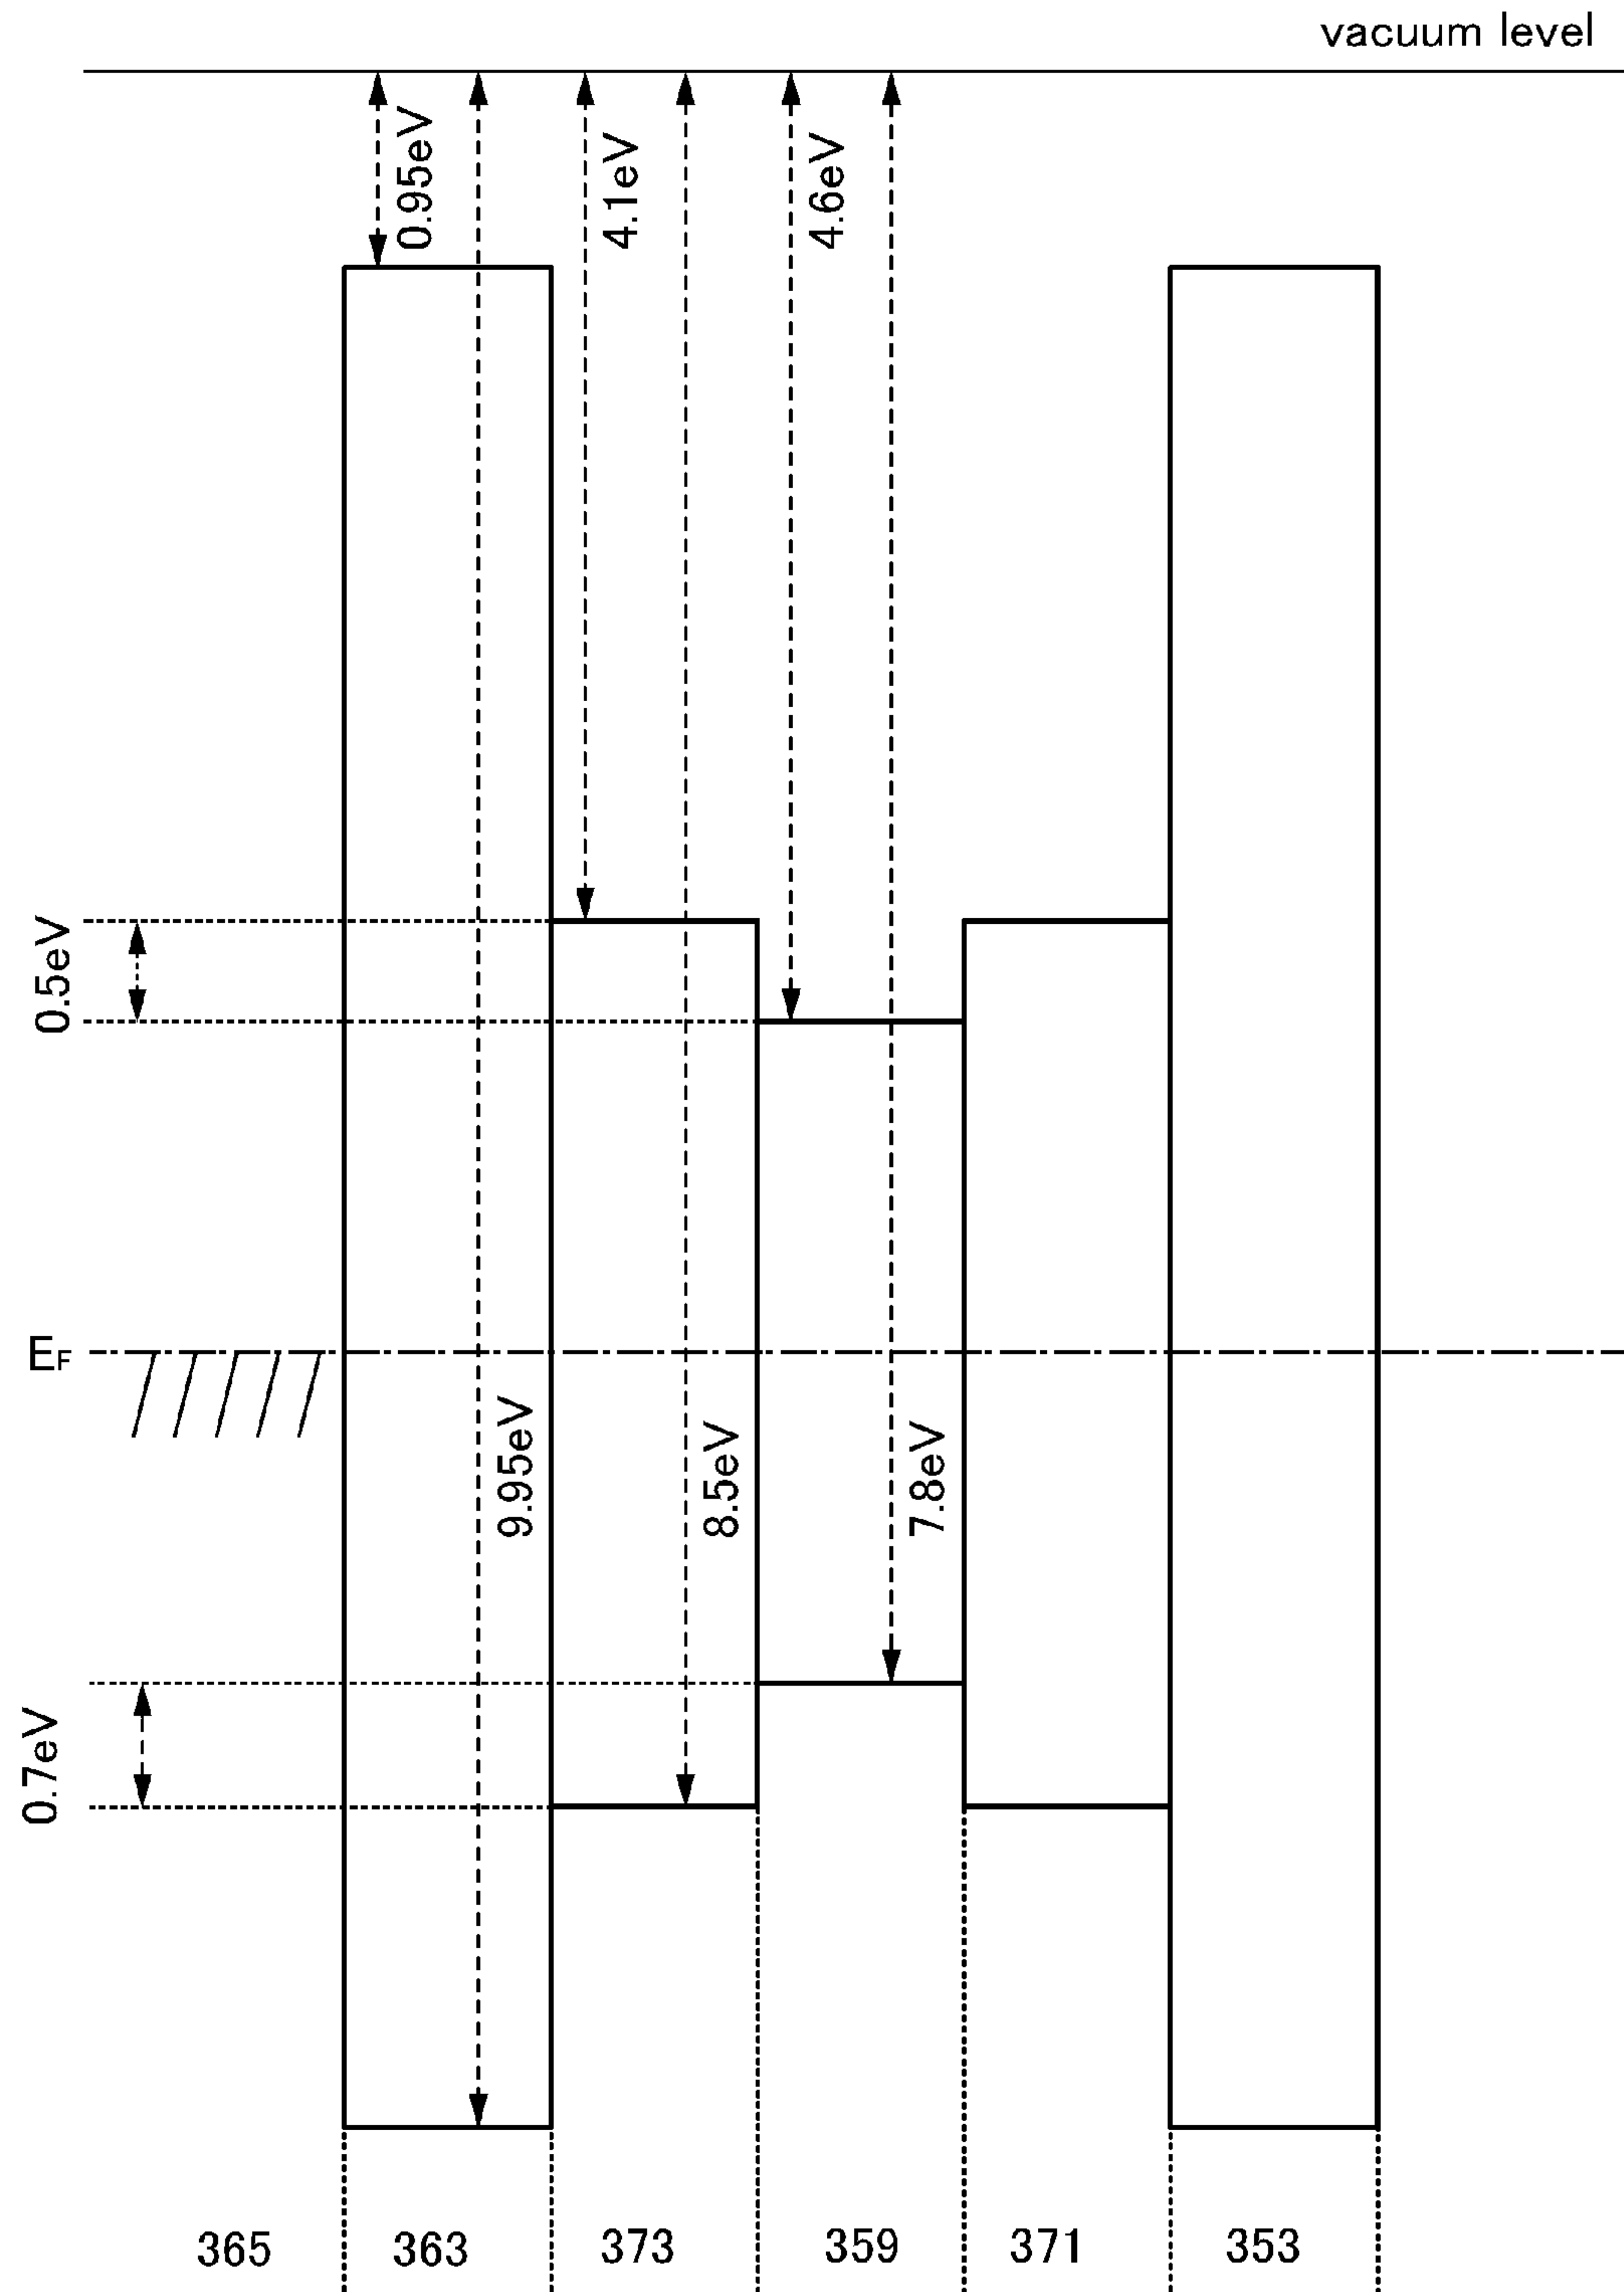 vacuum level
0.95eV
4.1eV
4.6eV
0.5eV
EF
9.95eV
8.5eV
7.8eV
0.7eV
365 363 373 359 371 353